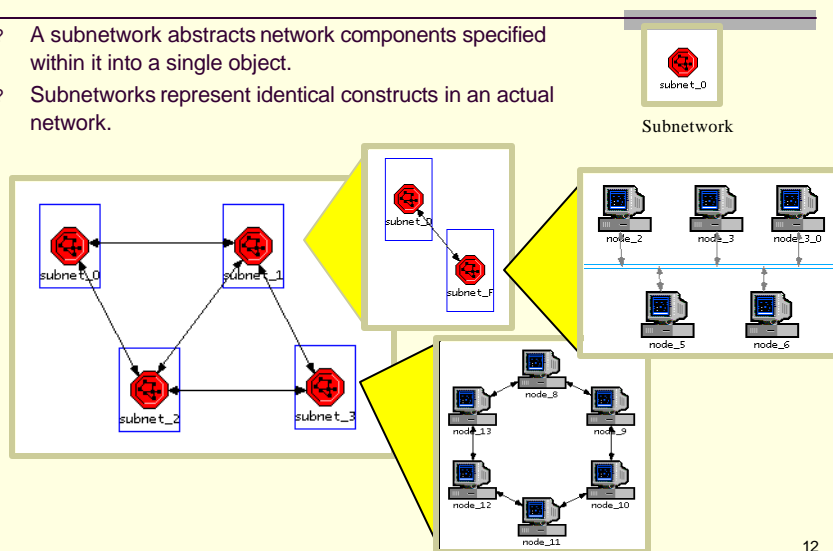 A subnetwork abstracts network components specified
within it into a single object.
Subnetworks represent identical constructs in an actual
network.
subnet_0
Subnetwork
subnet_0
subnet_1
subnet_2
subnet_3
subnet_F
node_2
node_3
node_3_0
node_5
node_6
node_8
node_13
node_9
node_12
node_10
node_11
12